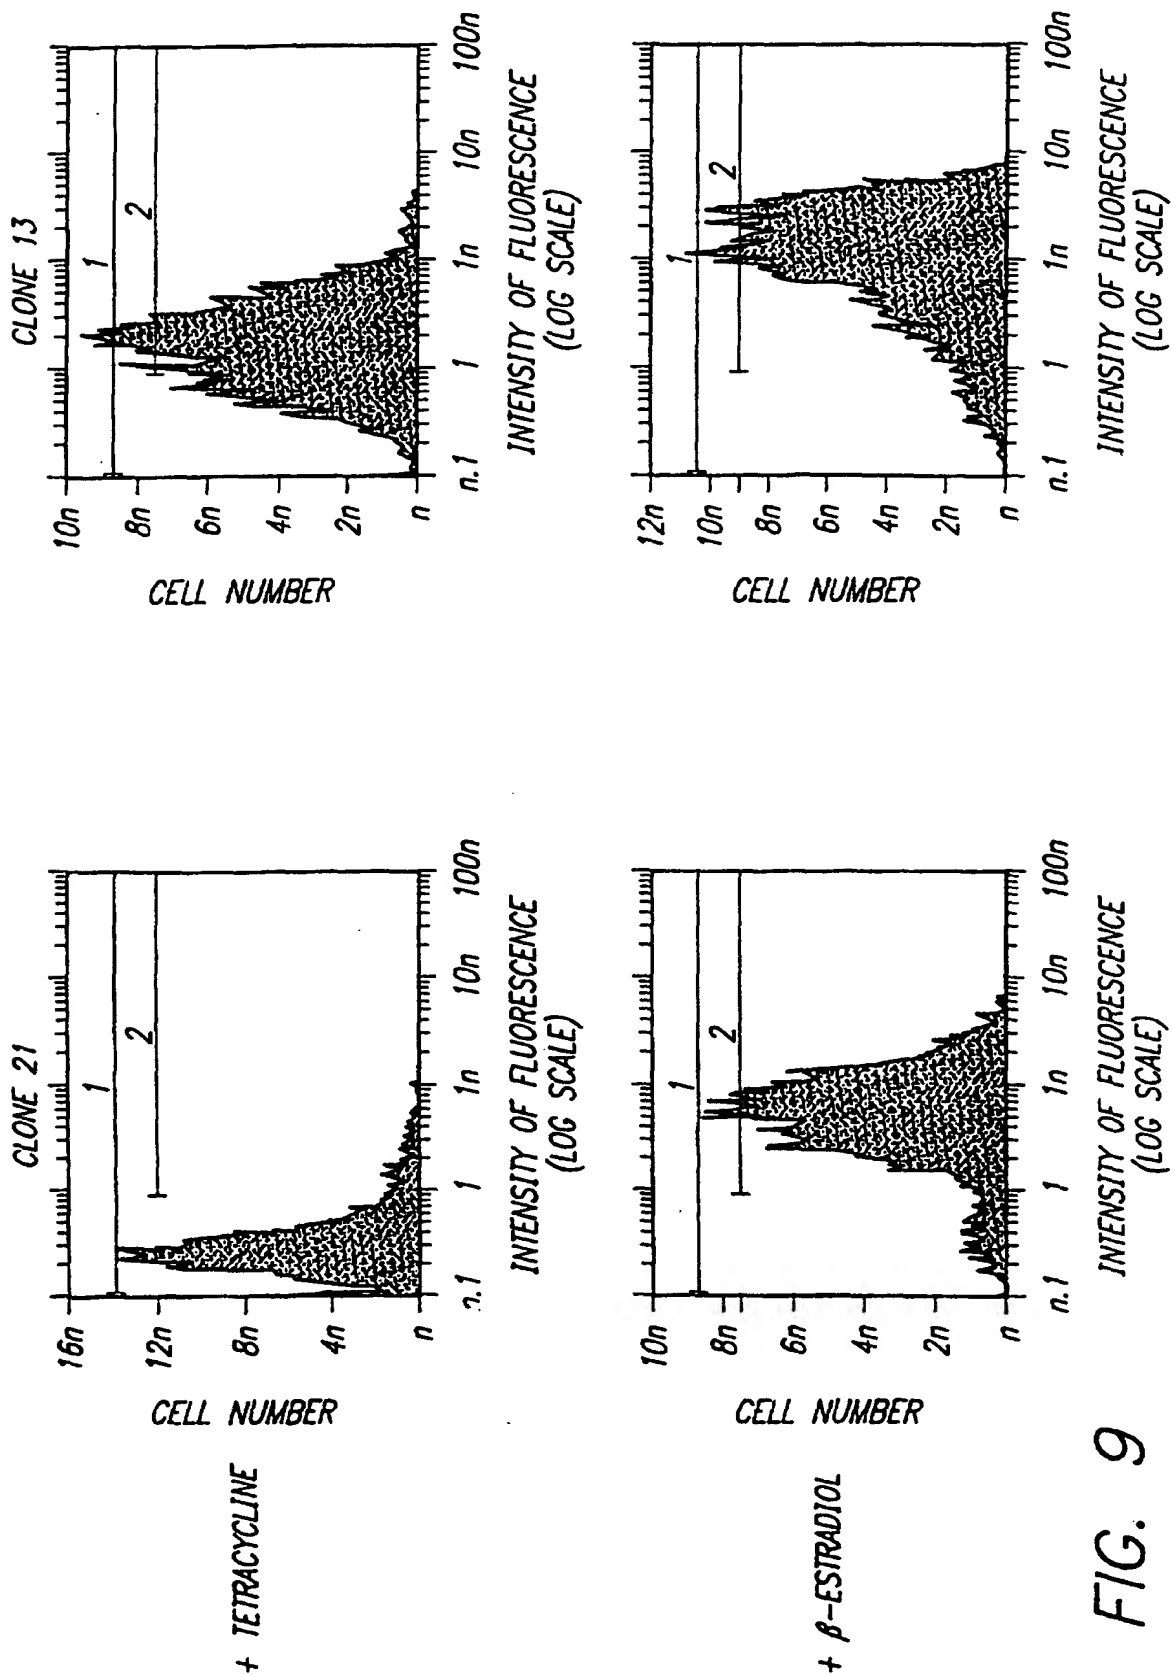 CLONE 21
+ TETRACYCLINE
CELL NUMBER
16n
12n
8n
4n
n
1
2
n.1
1
1n
10n
100n
INTENSITY OF FLUORESCENCE
(LOG SCALE)
CLONE 13
CELL NUMBER
10n
8n
6n
4n
2n
n
1
2
n.1
1
1n
10n
100n
INTENSITY OF FLUORESCENCE
(LOG SCALE)
+ β-ESTRADIOL
CELL NUMBER
10n
8n
6n
4n
2n
n
1
2
n.1
1
1n
10n
100n
INTENSITY OF FLUORESCENCE
(LOG SCALE)
CELL NUMBER
12n
10n
8n
6n
4n
2n
n
1
2
n.1
1
1n
10n
100n
INTENSITY OF FLUORESCENCE
(LOG SCALE)
FIG. 9